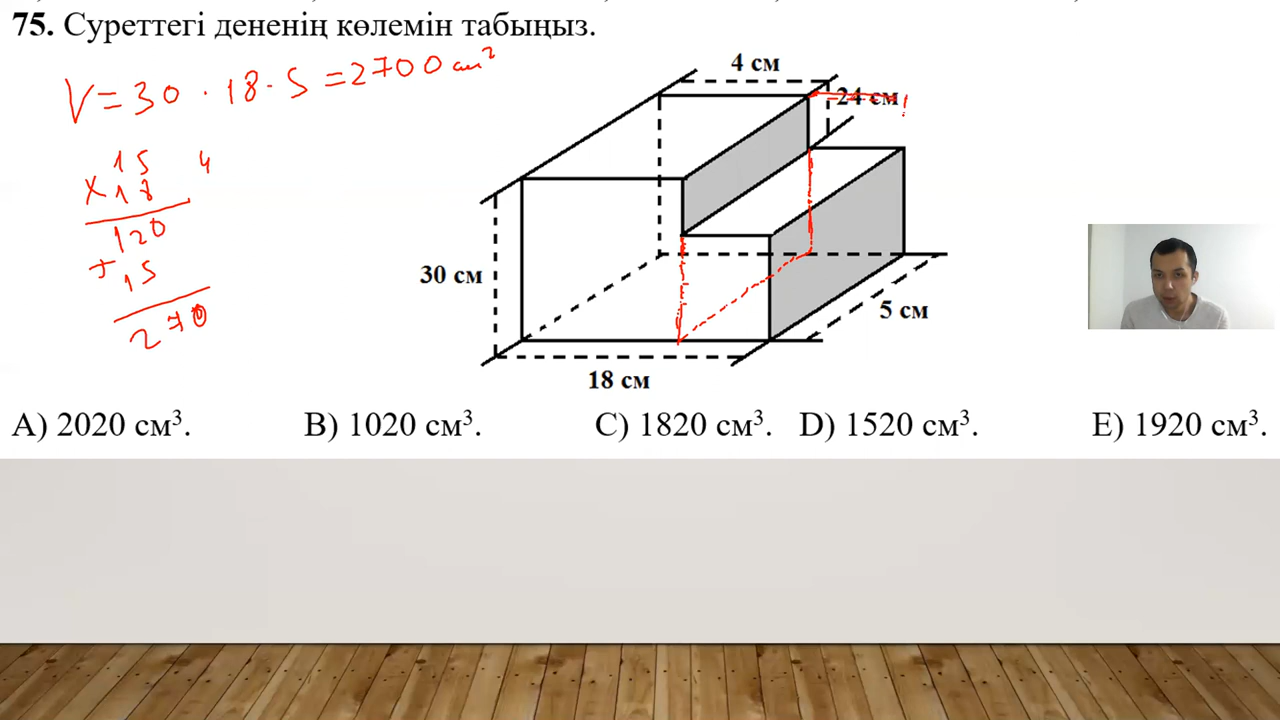 75. Суреттегі дененің көлемін табыңыз.
V = 30 · 18 · 5 = 2700 см²
4 см
24 см
!
15 4
× 18
120
+ 15
270
30 см
5 см
18 см
A) 2020 см³. B) 1020 см³. C) 1820 см³. D) 1520 см³. E) 1920 см³.